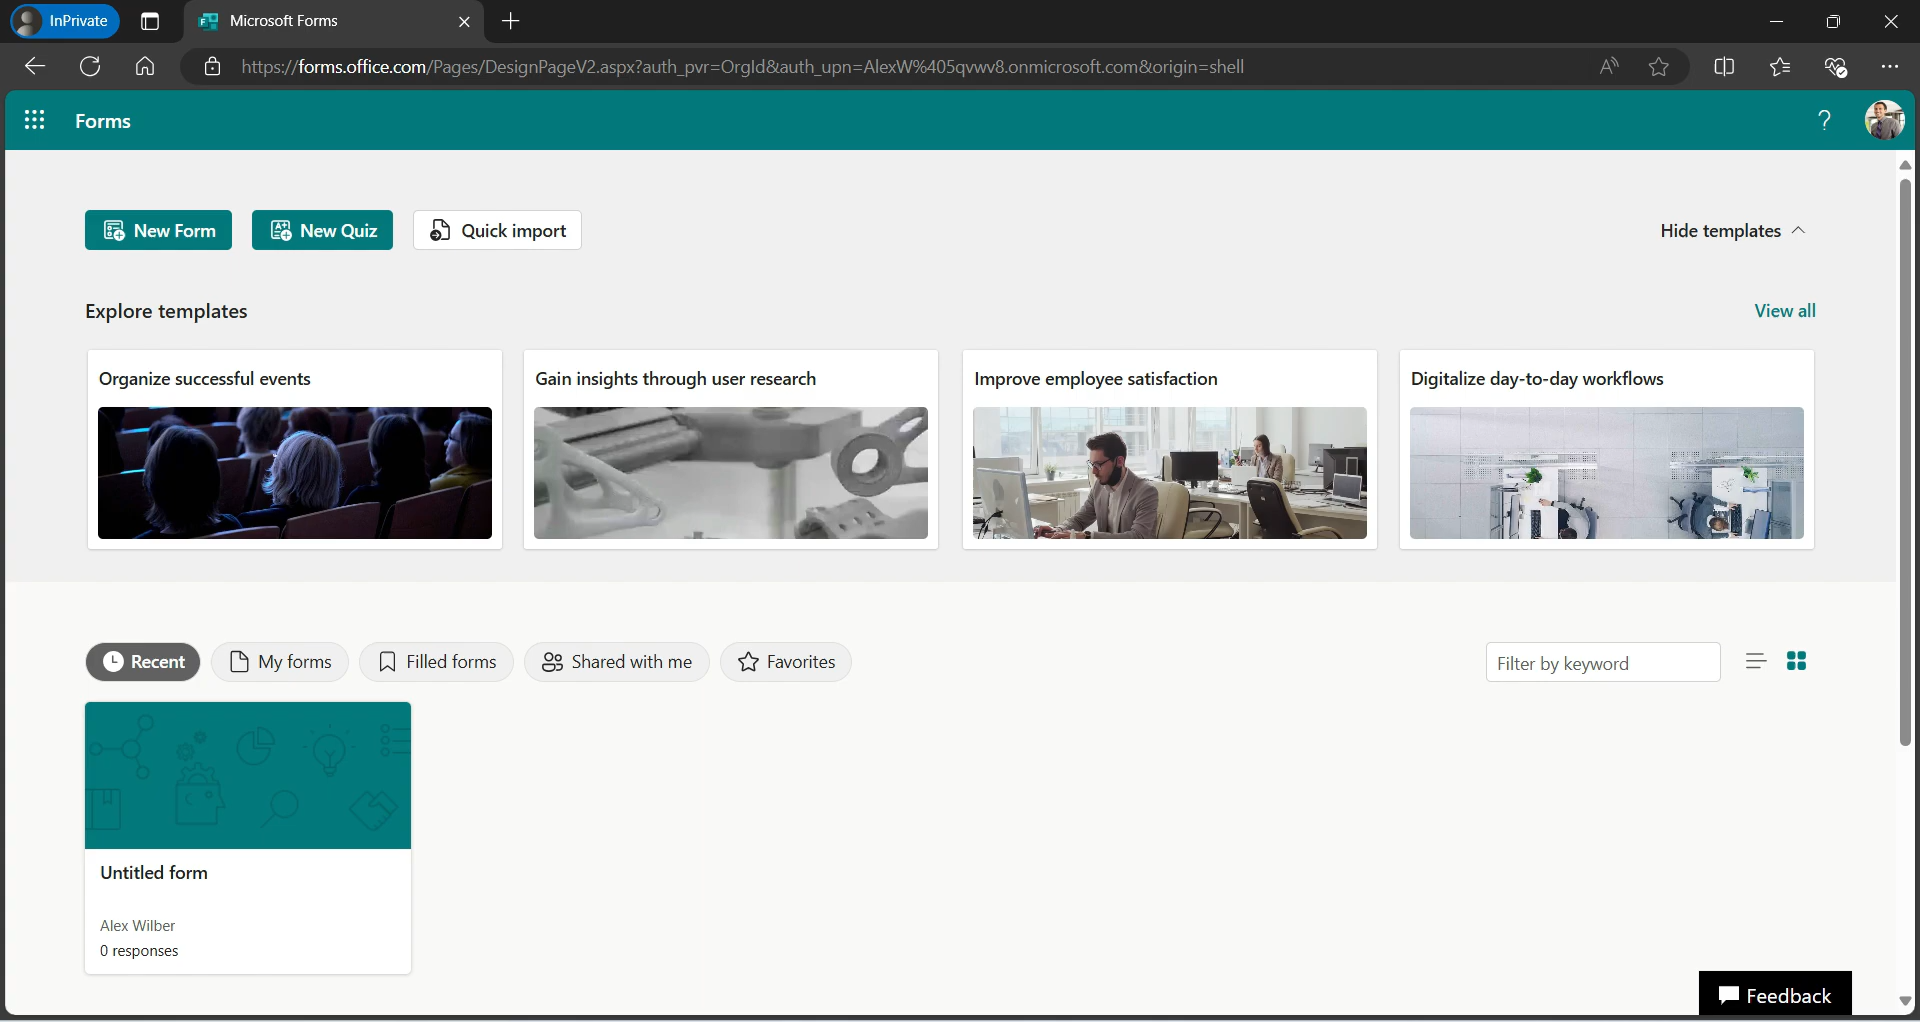 InPrivate
Microsoft Forms
https://forms.office.com/Pages/DesignPageV2.aspx?auth_pvr=OrgId&auth_upn=AlexW%405qvwv8.onmicrosoft.com&origin=shell
Forms
?
New Form
New Quiz
Quick import
Hide templates
Explore templates
View all
Organize successful events
Gain insights through user research
Improve employee satisfaction
Digitalize day-to-day workflows
Recent
My forms
Filled forms
Shared with me
Favorites
Filter by keyword
Untitled form
Alex Wilber
0 responses
Feedback